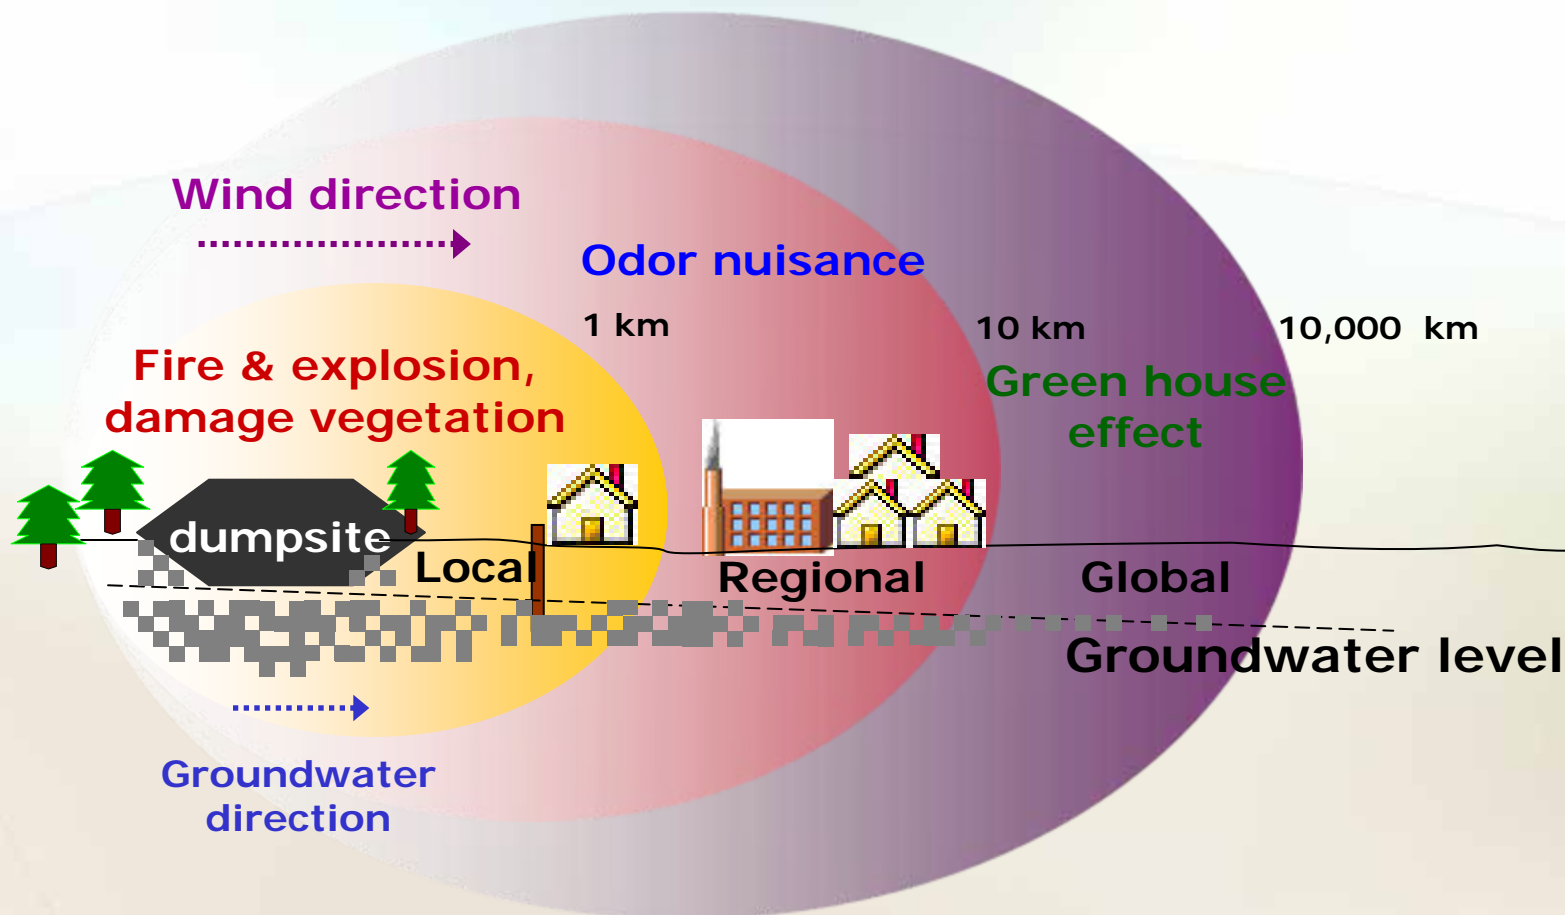 Wind direction
Odor nuisance
1 km
10 km
10,000 km
Fire & explosion,
damage vegetation
Green house
effect
dumpsite
Local
Regional
Global
Groundwater level
Groundwater
direction